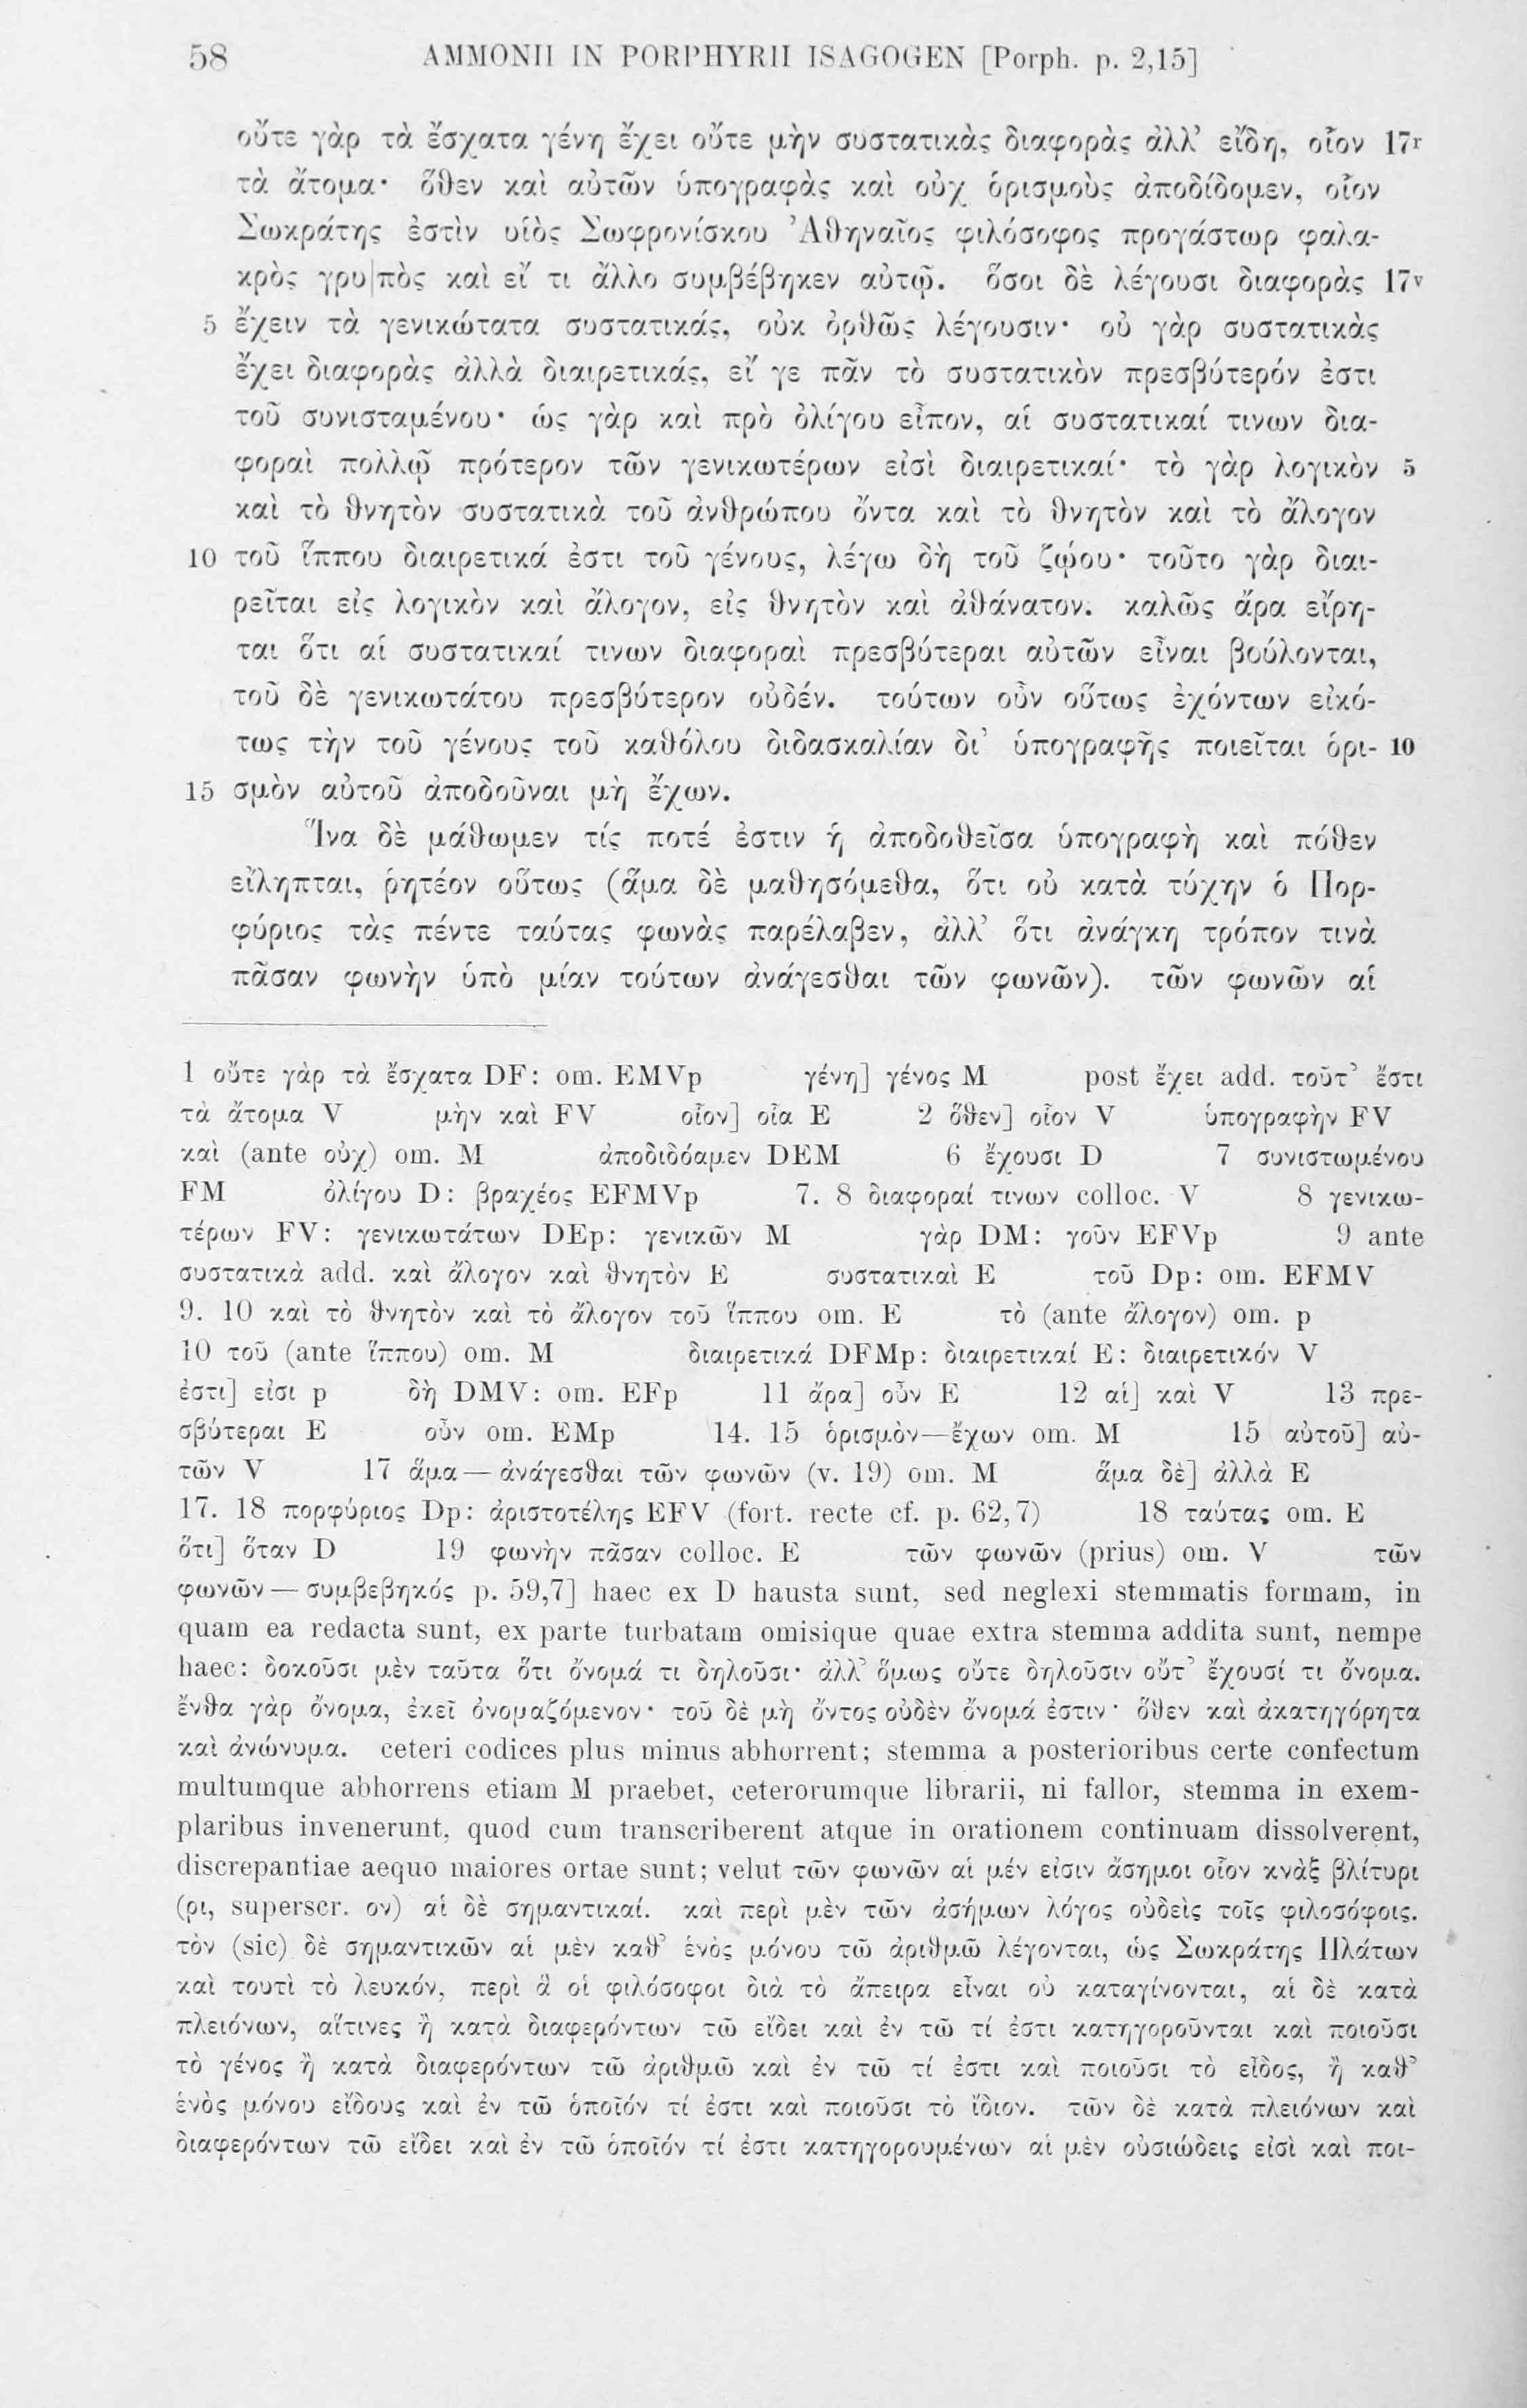 58 AMMONII IN PORPHYRII ISAGOGEN [Porph. p. 2,15]
οὔτε γὰρ τὰ ἔσχατα γένη ἔχει οὔτε μὴν συστατικὰς διαφορὰς ἀλλ' εἴδη, οἷον 17r
τὰ ἄτομα· ὅθεν καὶ αὐτῶν ὑπογραφὰς καὶ οὐχ ὁρισμοὺς ἀποδίδομεν, οἷον
Σωκράτης ἐστὶν υἱὸς Σωφρονίσκου Ἀθηναῖος φιλόσοφος προγάστωρ φαλα-
κρὸς γρυ|πὸς καὶ εἴ τι ἄλλο συμβέβηκεν αὐτῷ. ὅσοι δὲ λέγουσι διαφορὰς 17v
5 ἔχειν τὰ γενικώτατα συστατικάς, οὐκ ὀρθῶς λέγουσιν· οὐ γὰρ συστατικὰς
ἔχει διαφορὰς ἀλλὰ διαιρετικάς, εἴ γε πᾶν τὸ συστατικὸν πρεσβύτερόν ἐστι
τοῦ συνισταμένου· ὡς γὰρ καὶ πρὸ ὀλίγου εἶπον, αἱ συστατικαί τινων δια-
φοραὶ πολλῷ πρότερον τῶν γενικωτέρων εἰσὶ διαιρετικαί· τὸ γὰρ λογικὸν 5
καὶ τὸ θνητὸν συστατικὰ τοῦ ἀνθρώπου ὄντα καὶ τὸ θνητὸν καὶ τὸ ἄλογον
10 τοῦ ἵππου διαιρετικά ἐστι τοῦ γένους, λέγω δὴ τοῦ ζῴου· τοῦτο γὰρ διαι-
ρεῖται εἰς λογικὸν καὶ ἄλογον, εἰς θνητὸν καὶ ἀθάνατον. καλῶς ἄρα εἴρη-
ται ὅτι αἱ συστατικαί τινων διαφοραὶ πρεσβύτεραι αὐτῶν εἶναι βούλονται,
τοῦ δὲ γενικωτάτου πρεσβύτερον οὐδέν. τούτων οὖν οὕτως ἐχόντων εἰκό-
τως τὴν τοῦ γένους τοῦ καθόλου διδασκαλίαν δι' ὑπογραφῆς ποιεῖται ὁρι- 10
15 σμὸν αὐτοῦ ἀποδοῦναι μὴ ἔχων.
Ἵνα δὲ μάθωμεν τίς ποτέ ἐστιν ἡ ἀποδοθεῖσα ὑπογραφὴ καὶ πόθεν
εἴληπται, ῥητέον οὕτως (ἅμα δὲ μαθησόμεθα, ὅτι οὐ κατὰ τύχην ὁ Πορ-
φύριος τὰς πέντε ταύτας φωνὰς παρέλαβεν, ἀλλ' ὅτι ἀνάγκη τρόπον τινὰ
πᾶσαν φωνὴν ὑπὸ μίαν τούτων ἀνάγεσθαι τῶν φωνῶν). τῶν φωνῶν αἱ
1 οὔτε γὰρ τὰ ἔσχατα DF: om. EMVp γένη] γένος M post ἔχει add. τοῦτ' ἔστι
τὰ ἄτομα V μὴν καὶ FV οἷον] οἷα E 2 ὅθεν] οἷον V ὑπογραφὴν FV
καὶ (ante οὐχ) om. M ἀποδιδόαμεν DEM 6 ἔχουσι D 7 συνιστωμένου
FM ὀλίγου D: βραχέος EFMVp 7. 8 διαφοραί τινων colloc. V 8 γενικω-
τέρων FV: γενικωτάτων DEp: γενικῶν M γὰρ DM: γοῦν EFVp 9 ante
συστατικὰ add. καὶ ἄλογον καὶ θνητὸν E συστατικαὶ E τοῦ Dp: om. EFMV
9. 10 καὶ τὸ θνητὸν καὶ τὸ ἄλογον τοῦ ἵππου om. E τὸ (ante ἄλογον) om. p
10 τοῦ (ante ἵππου) om. M διαιρετικά DFMp: διαιρετικαί E: διαιρετικόν V
ἐστι] εἰσι p δὴ DMV: om. EFp 11 ἄρα] οὖν E 12 αἱ] καὶ V 13 πρε-
σβύτεραι E οὖν om. EMp 14. 15 ὁρισμὸν—ἔχων om. M 15 αὐτοῦ] αὐ-
τῶν V 17 ἅμα — ἀνάγεσθαι τῶν φωνῶν (v. 19) om. M ἅμα δὲ] ἀλλὰ E
17. 18 πορφύριος Dp: ἀριστοτέλης EFV (fort. recte cf. p. 62,7) 18 ταύτας om. E
ὅτι] ὅταν D 19 φωνὴν πᾶσαν colloc. E τῶν φωνῶν (prius) om. V τῶν
φωνῶν — συμβεβηκός p. 59,7] haec ex D hausta sunt, sed neglexi stemmatis formam, in
quam ea redacta sunt, ex parte turbatam omisique quae extra stemma addita sunt, nempe
haec: δοκοῦσι μὲν ταῦτα ὅτι ὄνομά τι δηλοῦσι· ἀλλ' ὅμως οὔτε δηλοῦσιν οὔτ' ἔχουσί τι ὄνομα.
ἔνθα γὰρ ὄνομα, ἐκεῖ ὀνομαζόμενον· τοῦ δὲ μὴ ὄντος οὐδὲν ὄνομά ἐστιν· ὅθεν καὶ ἀκατηγόρητα
καὶ ἀνώνυμα. ceteri codices plus minus abhorrent; stemma a posterioribus certe confectum
multumque abhorrens etiam M praebet, ceterorumque librarii, ni fallor, stemma in exem-
plaribus invenerunt, quod cum transcriberent atque in orationem continuam dissolverent,
discrepantiae aequo maiores ortae sunt; velut τῶν φωνῶν αἱ μέν εἰσιν ἄσημοι οἷον κνὰξ βλίτυρι
(ρι, superscr. ον) αἱ δὲ σημαντικαί. καὶ περὶ μὲν τῶν ἀσήμων λόγος οὐδεὶς τοῖς φιλοσόφοις.
τὸν (sic) δὲ σημαντικῶν αἱ μὲν καθ' ἑνὸς μόνου τῶ ἀριθμῶ λέγονται, ὡς Σωκράτης Πλάτων
καὶ τουτὶ τὸ λευκόν, περὶ ἃ οἱ φιλόσοφοι διὰ τὸ ἄπειρα εἶναι οὐ καταγίνονται, αἱ δὲ κατὰ
πλειόνων, αἵτινες ἢ κατὰ διαφερόντων τῶ εἴδει καὶ ἐν τῶ τί ἐστι κατηγοροῦνται καὶ ποιοῦσι
τὸ γένος ἢ κατὰ διαφερόντων τῶ ἀριθμῶ καὶ ἐν τῶ τί ἐστι καὶ ποιοῦσι τὸ εἶδος, ἢ καθ'
ἑνὸς μόνου εἴδους καὶ ἐν τῶ ὁποῖόν τί ἐστι καὶ ποιοῦσι τὸ ἴδιον. τῶν δὲ κατὰ πλειόνων καὶ
διαφερόντων τῶ εἴδει καὶ ἐν τῶ ὁποῖόν τί ἐστι κατηγορουμένων αἱ μὲν οὐσιώδεις εἰσὶ καὶ ποι-